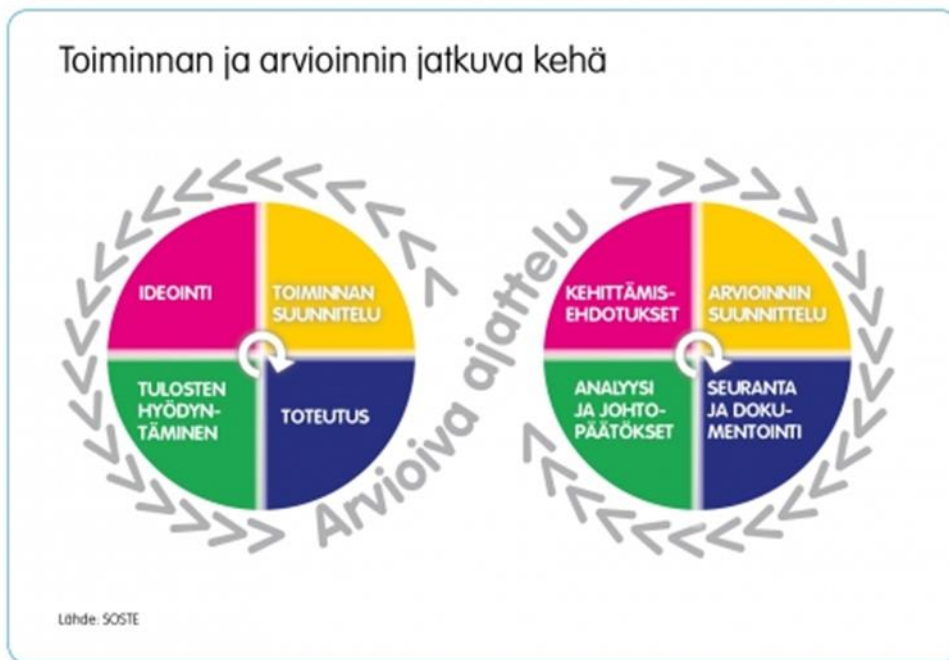 Toiminnan ja arvioinnin jatkuva kehä
IDEOINTI
TOIMINNAN
SUUNNITELU
TULOSTEN
HYÖDYN-
TÄMINEN
TOTEUTUS
Arvioiva ajattelu
KEHITTÄMIS-
EHDOTUKSET
ARVIOINNIN
SUUNNITTELU
ANALYYSI
JA JOHTO-
PÄÄTÖKSET
SEURANTA
JA DOKU-
MENTOINTI
Lähde: SOSTE